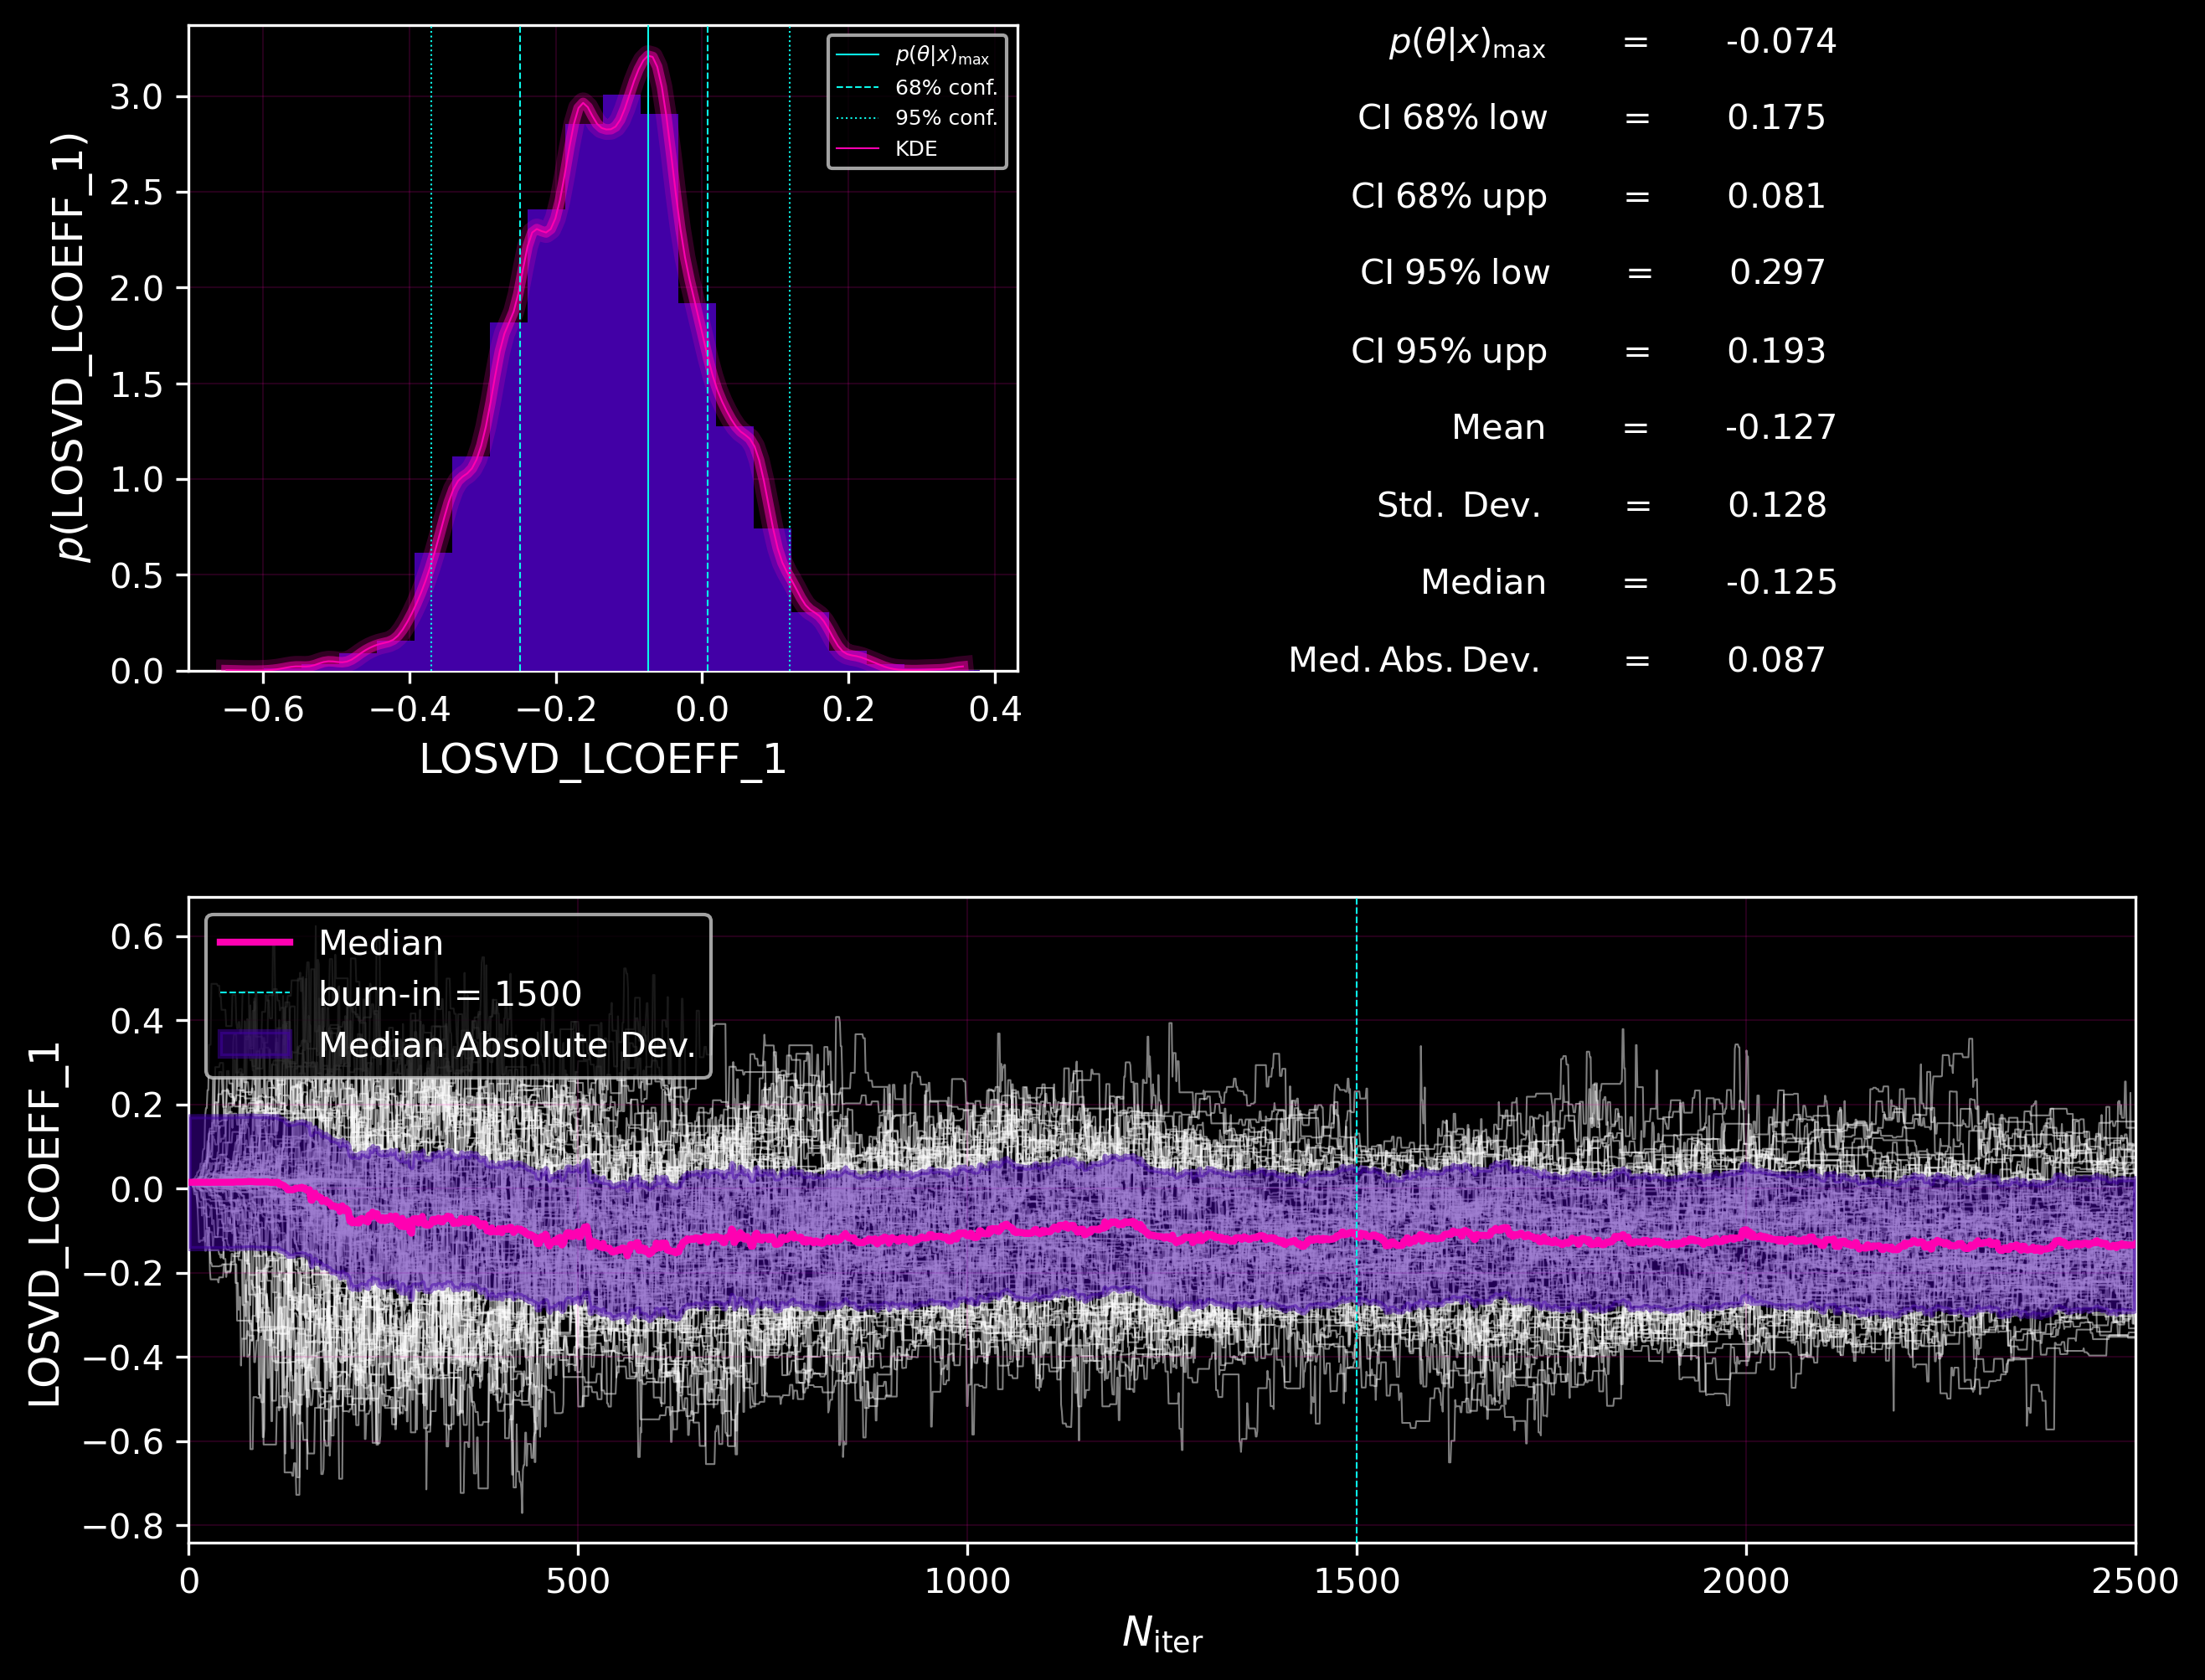 p(θ|x)max
68% conf.
95% conf.
KDE
3.0
2.5
2.0
1.5
1.0
0.5
0.0
p(LOSVD_LCOEFF_1)
−0.6 −0.4 −0.2 0.0 0.2 0.4
LOSVD_LCOEFF_1
p(θ|x)max = -0.074
CI 68% low = 0.175
CI 68% upp = 0.081
CI 95% low = 0.297
CI 95% upp = 0.193
Mean = -0.127
Std. Dev. = 0.128
Median = -0.125
Med. Abs. Dev. = 0.087
Median
burn-in = 1500
Median Absolute Dev.
0.6
0.4
0.2
0.0
−0.2
−0.4
−0.6
−0.8
LOSVD_LCOEFF_1
0 500 1000 1500 2000 2500
Niter